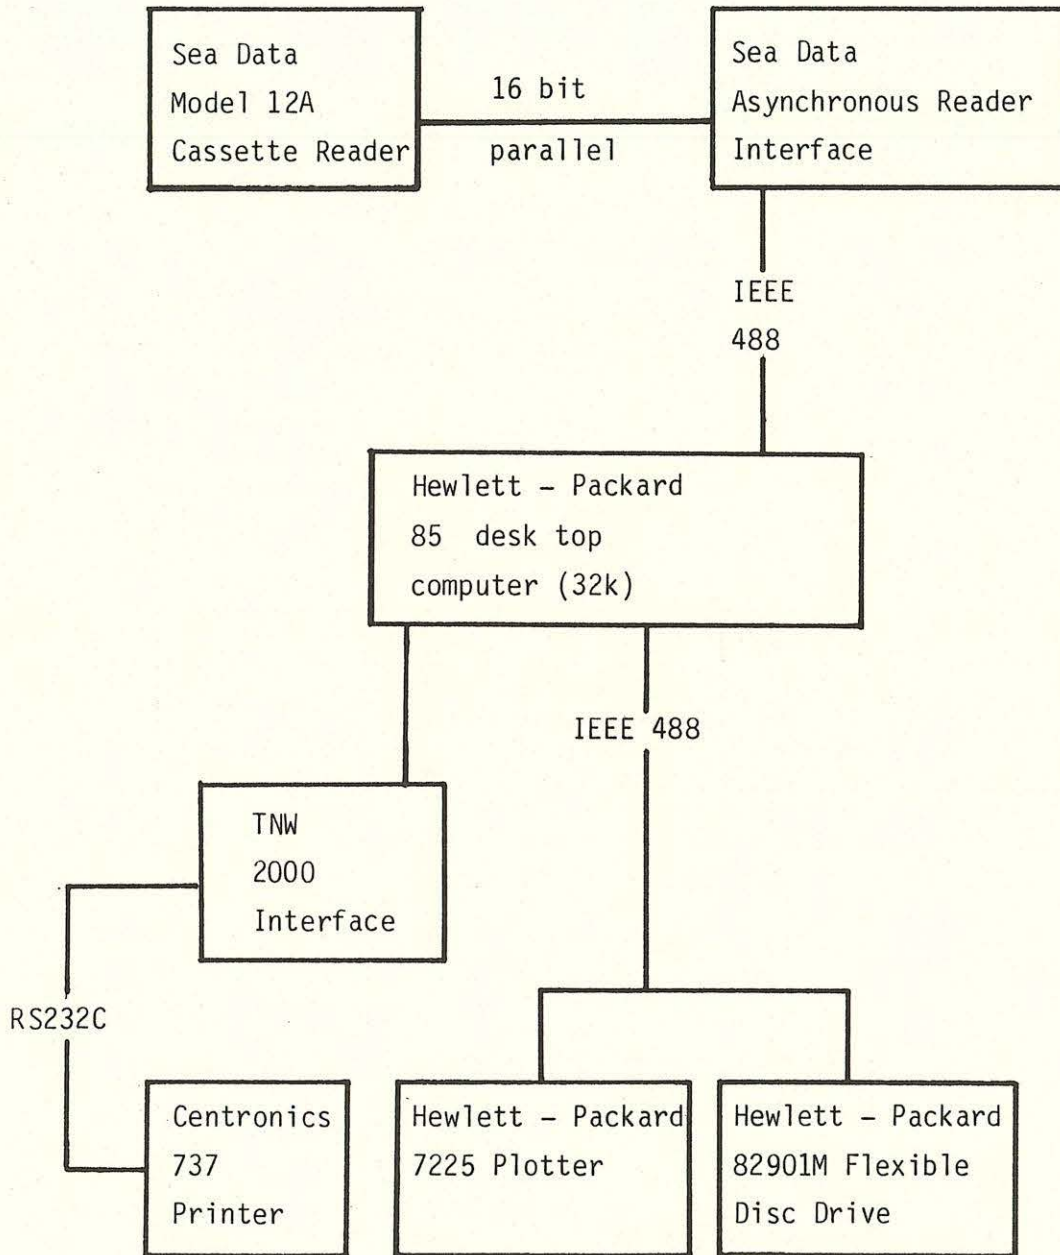 Sea Data
Model 12A
Cassette Reader
16 bit
parallel
Sea Data
Asynchronous Reader
Interface
IEEE
488
Hewlett – Packard
85 desk top
computer (32k)
IEEE 488
TNW
2000
Interface
RS232C
Centronics
737
Printer
Hewlett – Packard
7225 Plotter
Hewlett – Packard
82901M Flexible
Disc Drive